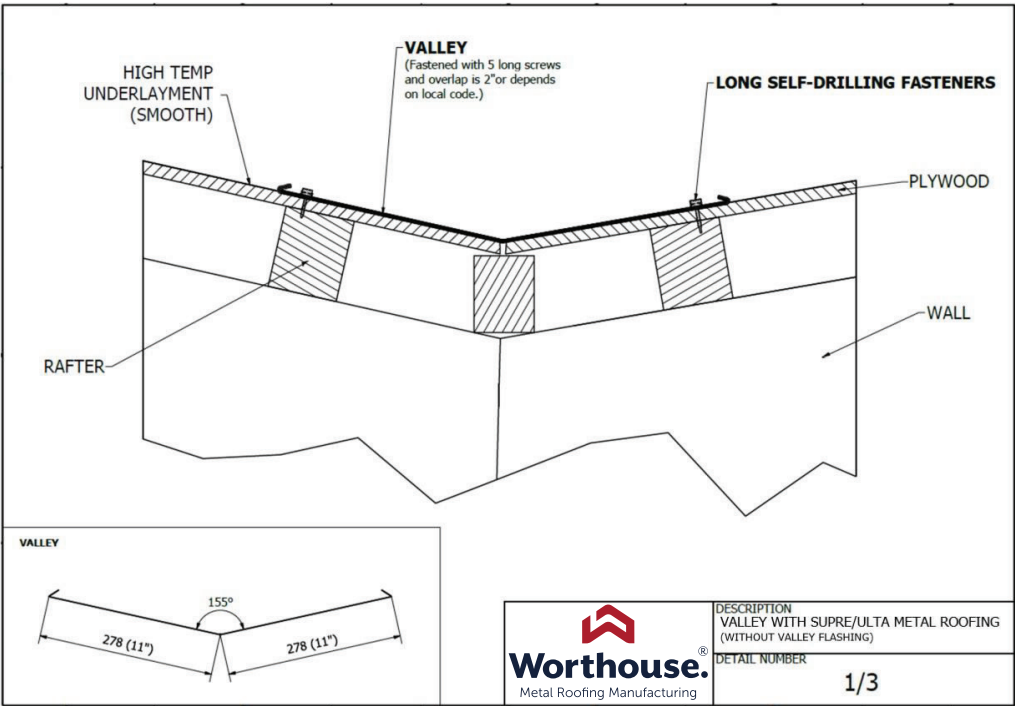 HIGH TEMP
UNDERLAYMENT
(SMOOTH)
VALLEY
(Fastened with 5 long screws
and overlap is 2"or depends
on local code.)
LONG SELF-DRILLING FASTENERS
PLYWOOD
WALL
RAFTER
VALLEY
155°
278 (11")
278 (11")
Worthouse.®
Metal Roofing Manufacturing
DESCRIPTION
VALLEY WITH SUPRE/ULTA METAL ROOFING
(WITHOUT VALLEY FLASHING)
DETAIL NUMBER
1/3